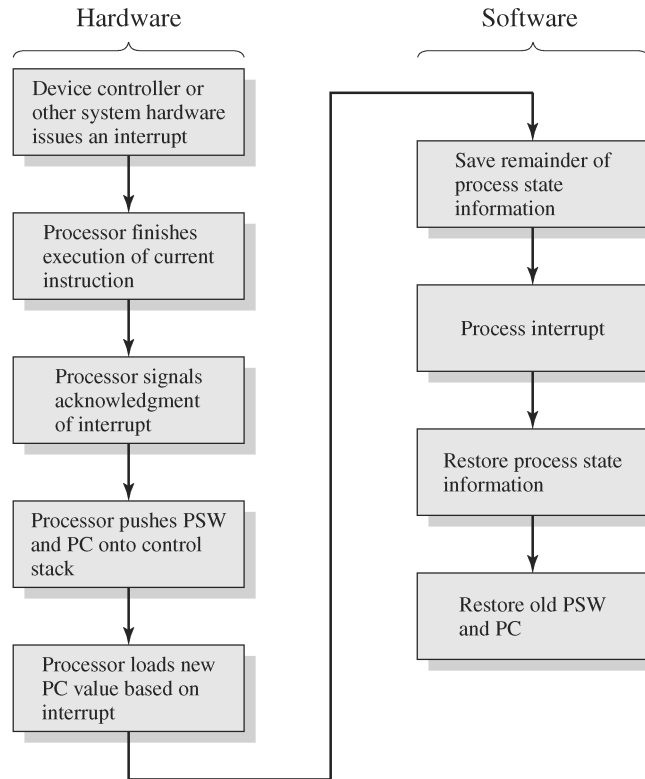 Hardware
Device controller or
other system hardware
issues an interrupt
Processor finishes
execution of current
instruction
Processor signals
acknowledgment
of interrupt
Processor pushes PSW
and PC onto control
stack
Processor loads new
PC value based on
interrupt
Software
Save remainder of
process state
information
Process interrupt
Restore process state
information
Restore old PSW
and PC